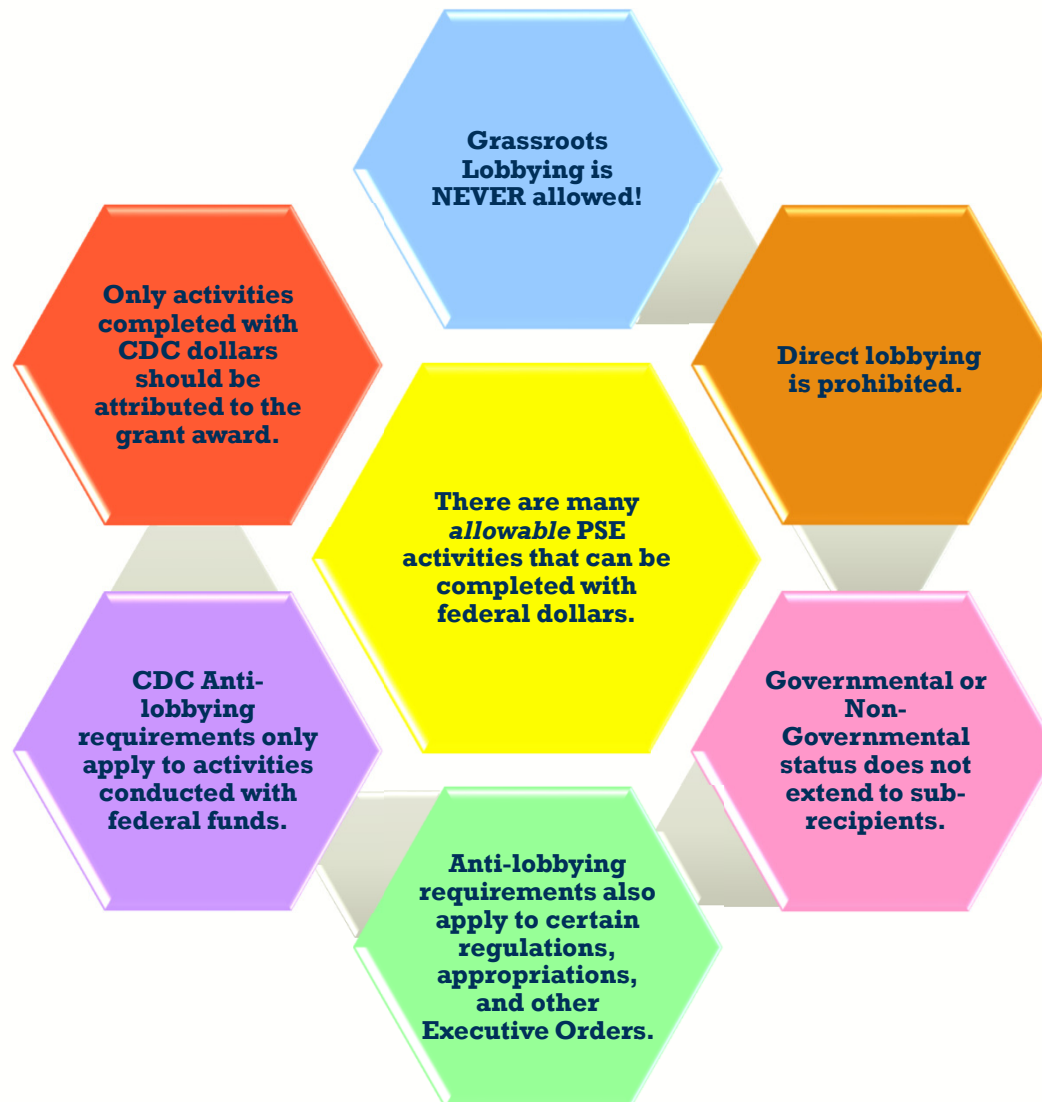 Grassroots
Lobbying is
NEVER allowed!
Only activities
completed with
CDC dollars
should be
attributed to the
grant award.
Direct lobbying
is prohibited.
There are many
allowable PSE
activities that can be
completed with
federal dollars.
CDC Anti-
lobbying
requirements only
apply to activities
conducted with
federal funds.
Governmental or
Non-
Governmental
status does not
extend to sub-
recipients.
Anti-lobbying
requirements also
apply to certain
regulations,
appropriations,
and other
Executive Orders.